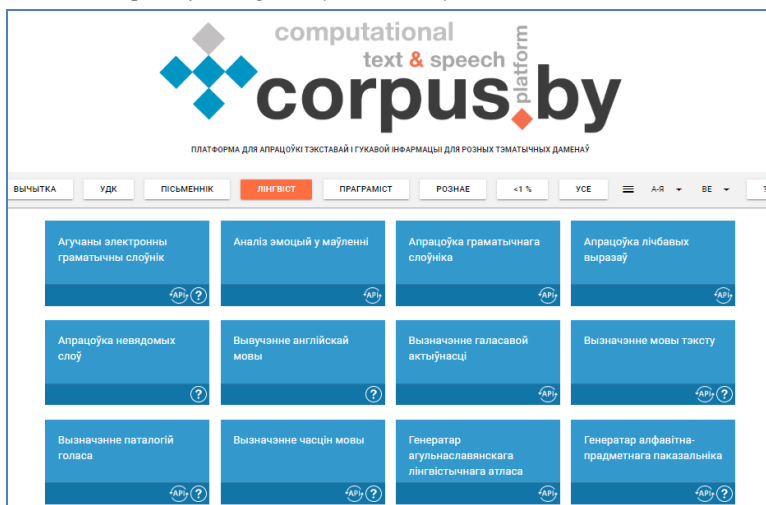 computational
text & speech
corpus.by
platform
ПЛАТФОРМА ДЛЯ АПРАЦОЎКІ ТЭКСТАВАЙ І ГУКАВОЙ ІНФАРМАЦЫІ ДЛЯ РОЗНЫХ ТЭМАТЫЧНЫХ ДАМЕНАЎ
ВЫЧЫТКА УДК ПІСЬМЕННІК ЛІНГВІСТ ПРАГРАМІСТ РОЗНАЕ <1 % УСЕ А-Я BE ?
Агучаны электронны
граматычны слоўнік
API ?
Аналіз эмоцый у маўленні
API
Апрацоўка граматычнага
слоўніка
API
Апрацоўка лічбавых
выразаў
API
Апрацоўка невядомых
слоў
?
Вывучэнне англійскай
мовы
?
Вызначэнне галасавой
актыўнасці
API
Вызначэнне мовы тэксту
API ?
Вызначэнне паталогій
голаса
API ?
Вызначэнне часцін мовы
API ?
Генератар
агульнаславянскага
лінгвістычнага атласа
API
Генератар алфавітна-
прадметнага паказальніка
API ?